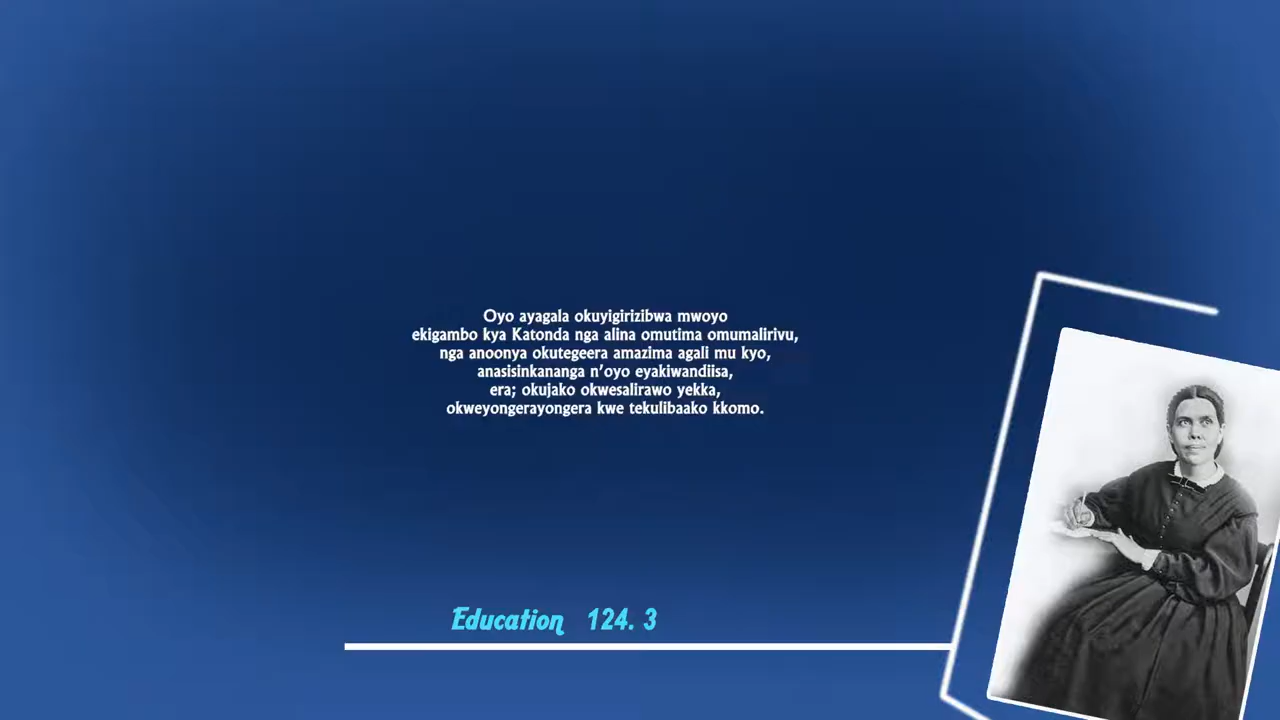 Oyo ayagala okuyigirizibwa mwoyo
ekigambo kya Katonda nga alina omutima omumalirivu,
nga anoonya okutegeera amazima agali mu kyo,
anasisinkananga n'oyo eyakiwandiisa,
era; okujako okwesalirawo yekka,
okweyongerayongera kwe tekulibaako kkomo.
Education 124. 3